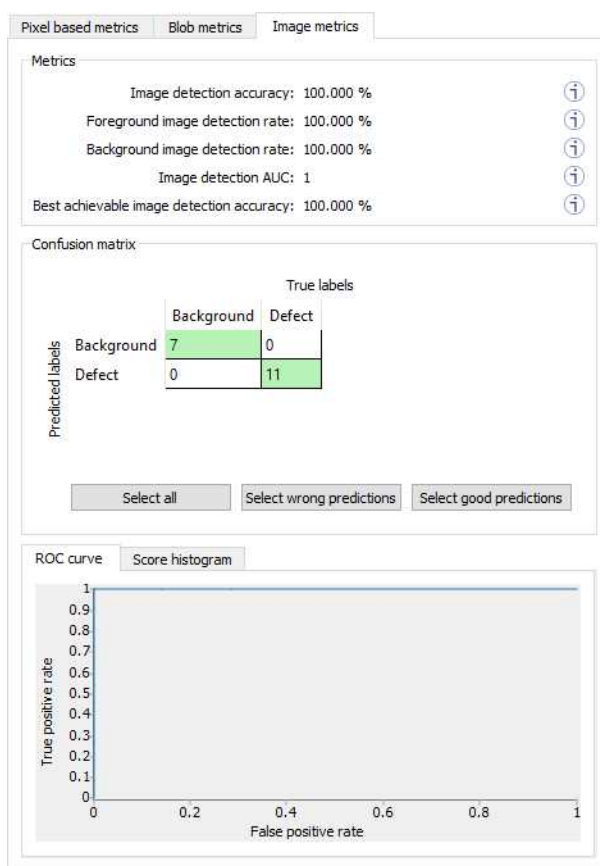 Pixel based metrics Blob metrics Image metrics
Metrics
Image detection accuracy: 100.000 %
Foreground image detection rate: 100.000 %
Background image detection rate: 100.000 %
Image detection AUC: 1
Best achievable image detection accuracy: 100.000 %
Confusion matrix
True labels
Background Defect
Predicted labels
Background 7 0
Defect 0 11
Select all Select wrong predictions Select good predictions
ROC curve Score histogram
True positive rate
1
0.9
0.8
0.7
0.6
0.5
0.4
0.3
0.2
0.1
0
0 0.2 0.4 0.6 0.8 1
False positive rate